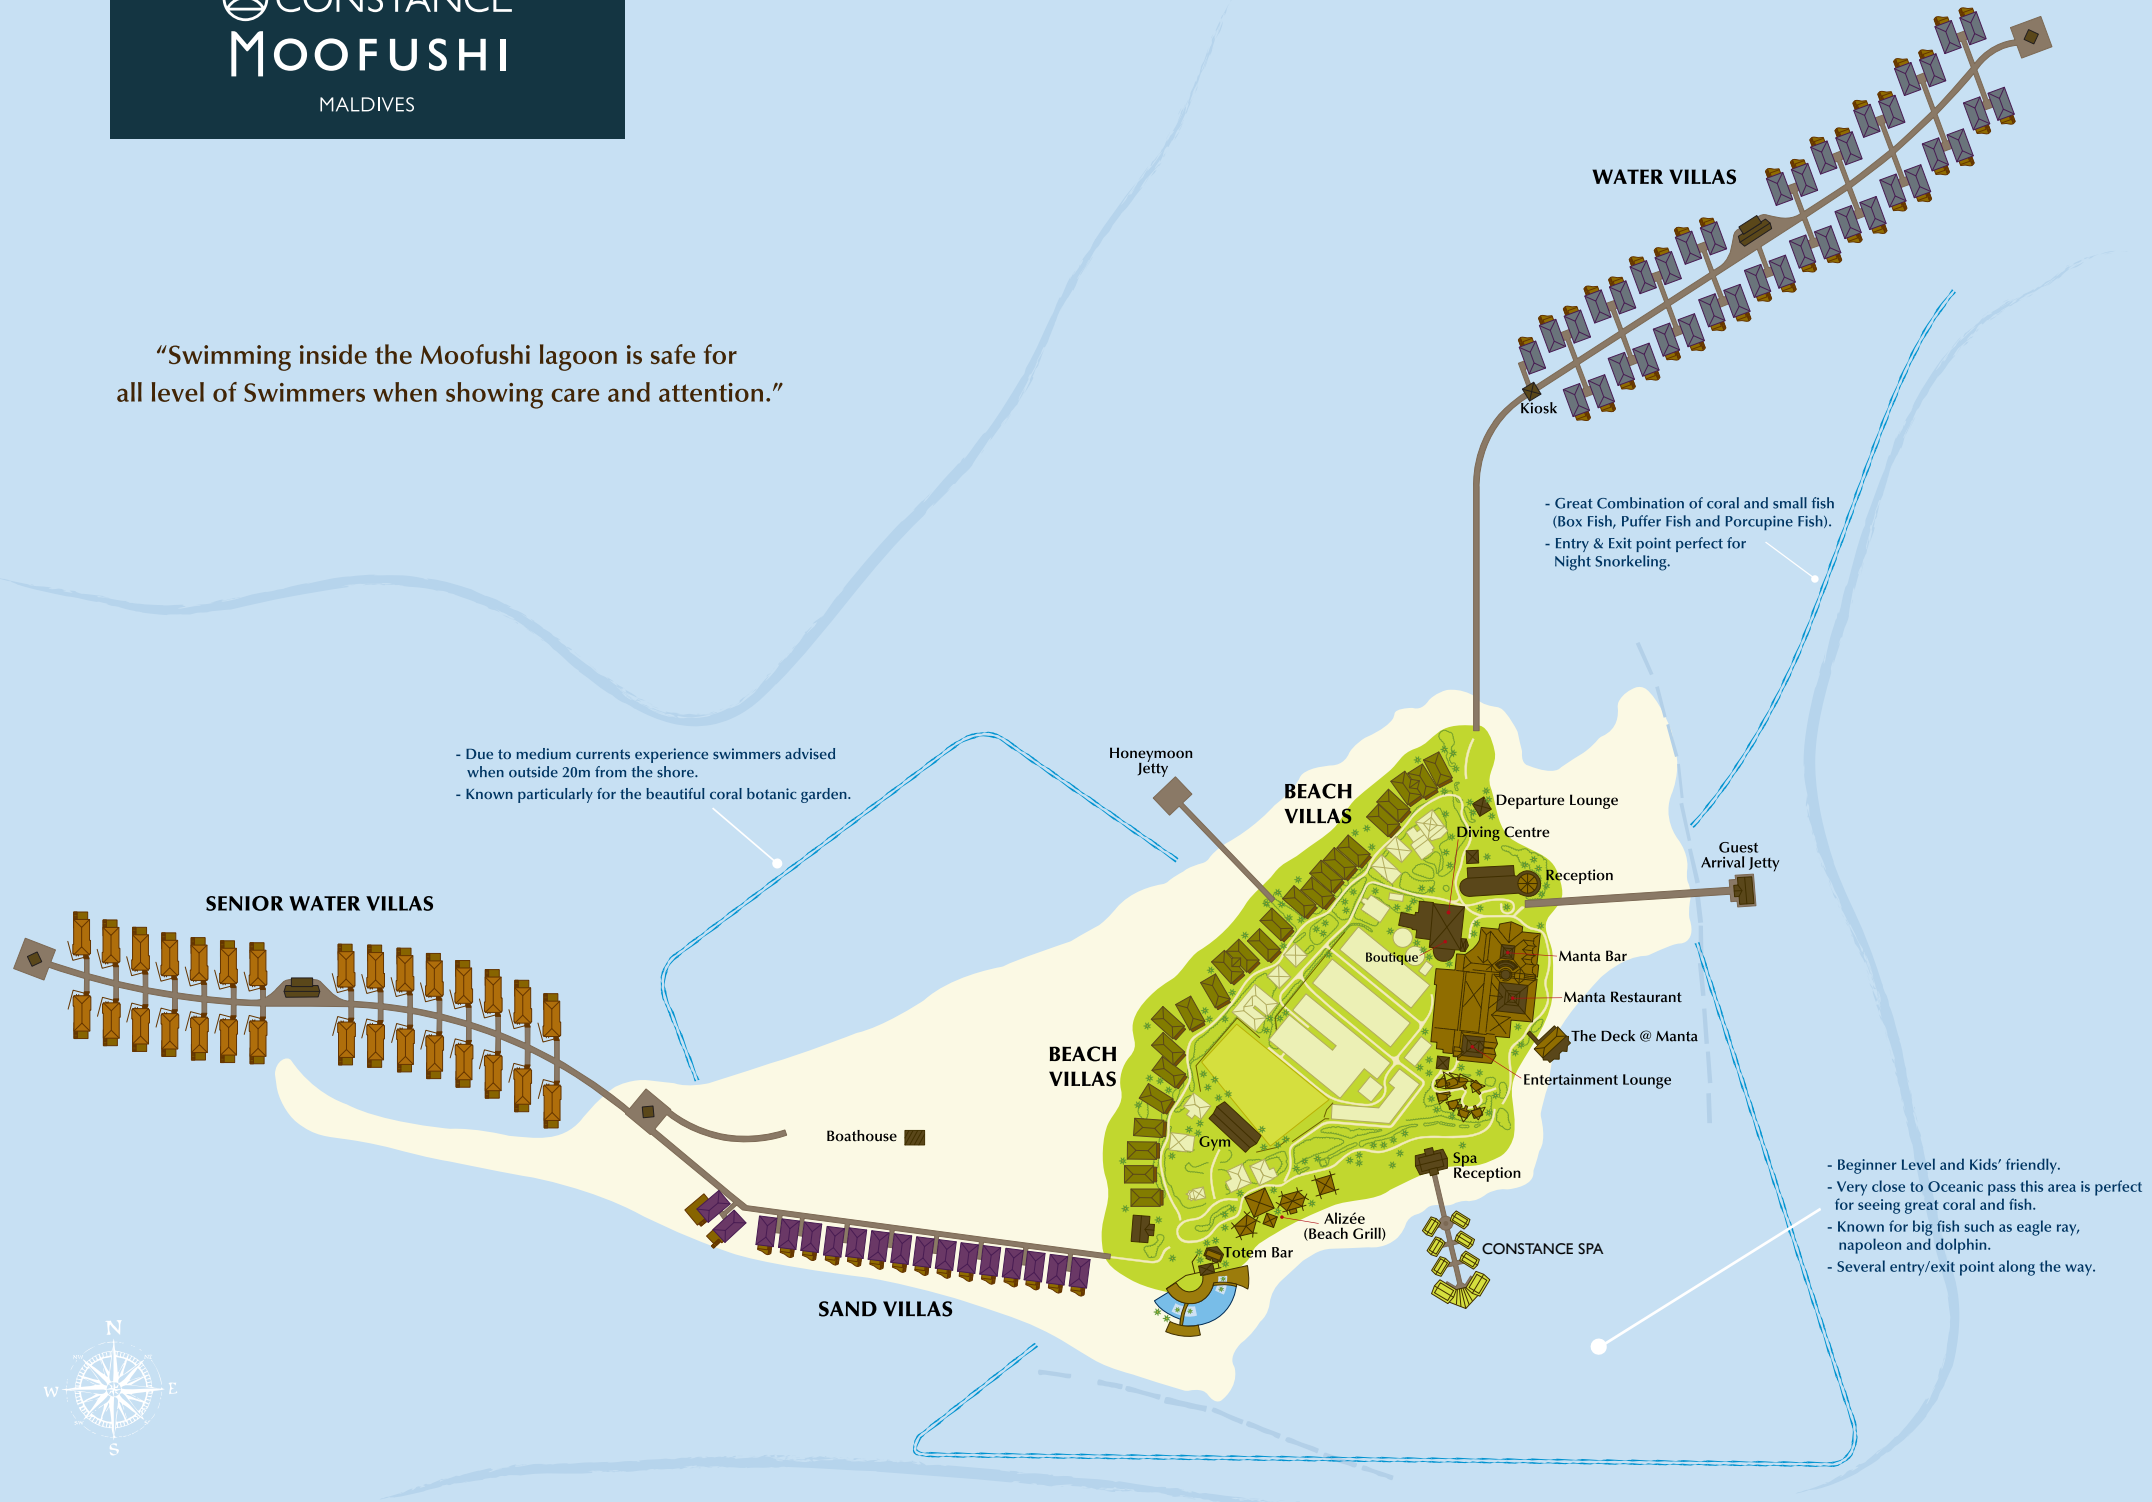 CONSTANCE
MOOFUSHI
MALDIVES
WATER VILLAS
“Swimming inside the Moofushi lagoon is safe for
all level of Swimmers when showing care and attention.”
Kiosk
- Great Combination of coral and small fish
(Box Fish, Puffer Fish and Porcupine Fish).
- Entry & Exit point perfect for
Night Snorkeling.
- Due to medium currents experience swimmers advised
when outside 20m from the shore.
- Known particularly for the beautiful coral botanic garden.
Honeymoon
Jetty
BEACH
VILLAS
Departure Lounge
Diving Centre
Guest
Arrival Jetty
Reception
SENIOR WATER VILLAS
Boutique
Manta Bar
Manta Restaurant
The Deck @ Manta
BEACH
VILLAS
Entertainment Lounge
Boathouse
Gym
Spa
Reception
- Beginner Level and Kids’ friendly.
- Very close to Oceanic pass this area is perfect
for seeing great coral and fish.
- Known for big fish such as eagle ray,
napoleon and dolphin.
- Several entry/exit point along the way.
Alizée
(Beach Grill)
Totem Bar
CONSTANCE SPA
SAND VILLAS
N
W
E
S